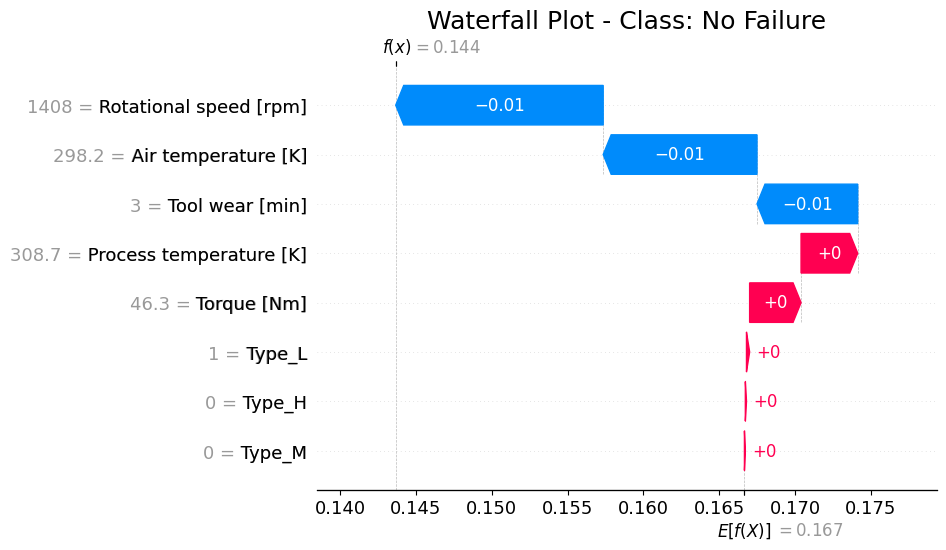 Waterfall Plot - Class: No Failure
f(x) = 0.144
1408 = Rotational speed [rpm] −0.01
298.2 = Air temperature [K] −0.01
3 = Tool wear [min] −0.01
308.7 = Process temperature [K] +0
46.3 = Torque [Nm] +0
1 = Type_L +0
0 = Type_H +0
0 = Type_M +0
0.140 0.145 0.150 0.155 0.160 0.165 0.170 0.175
E[f(X)] = 0.167